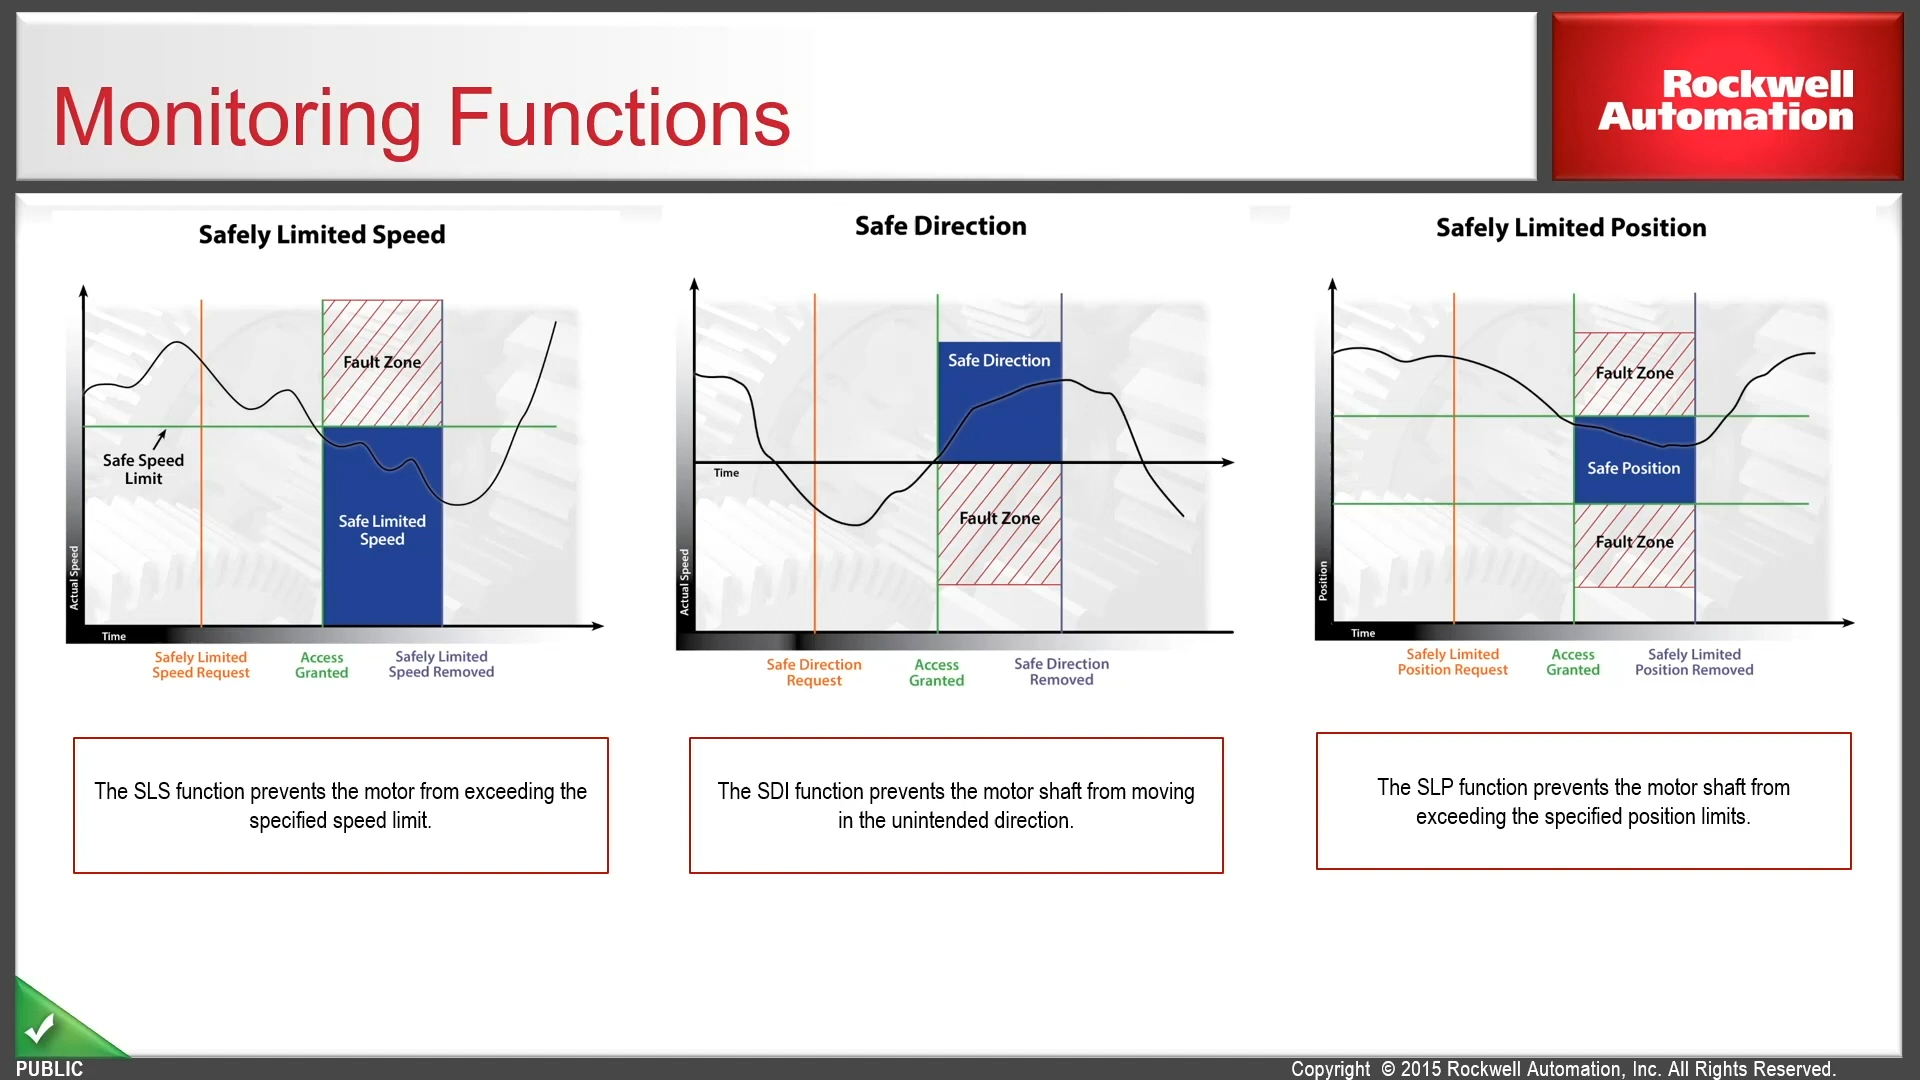 Monitoring Functions
Rockwell
Automation
Safely Limited Speed
Fault Zone
Safe Speed
Limit
Safe Limited
Speed
Actual Speed
Time
Safely Limited
Speed Request
Access
Granted
Safely Limited
Speed Removed
The SLS function prevents the motor from exceeding the
specified speed limit.
Safe Direction
Safe Direction
Time
Fault Zone
Actual Speed
Safe Direction
Request
Access
Granted
Safe Direction
Removed
The SDI function prevents the motor shaft from moving
in the unintended direction.
Safely Limited Position
Fault Zone
Safe Position
Fault Zone
Position
Time
Safely Limited
Position Request
Access
Granted
Safely Limited
Position Removed
The SLP function prevents the motor shaft from
exceeding the specified position limits.
PUBLIC
Copyright © 2015 Rockwell Automation, Inc. All Rights Reserved.